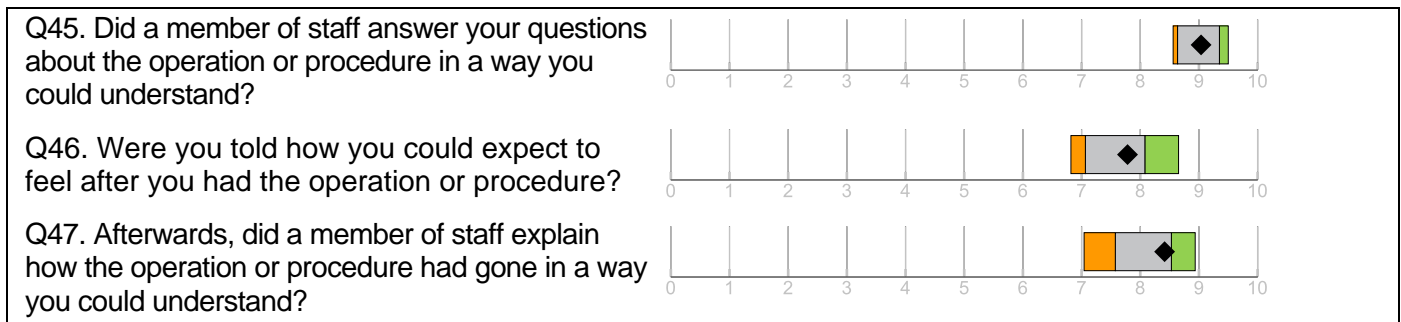 Q45. Did a member of staff answer your questions
about the operation or procedure in a way you
could understand?
0 1 2 3 4 5 6 7 8 9 10
Q46. Were you told how you could expect to
feel after you had the operation or procedure?
0 1 2 3 4 5 6 7 8 9 10
Q47. Afterwards, did a member of staff explain
how the operation or procedure had gone in a way
you could understand?
0 1 2 3 4 5 6 7 8 9 10